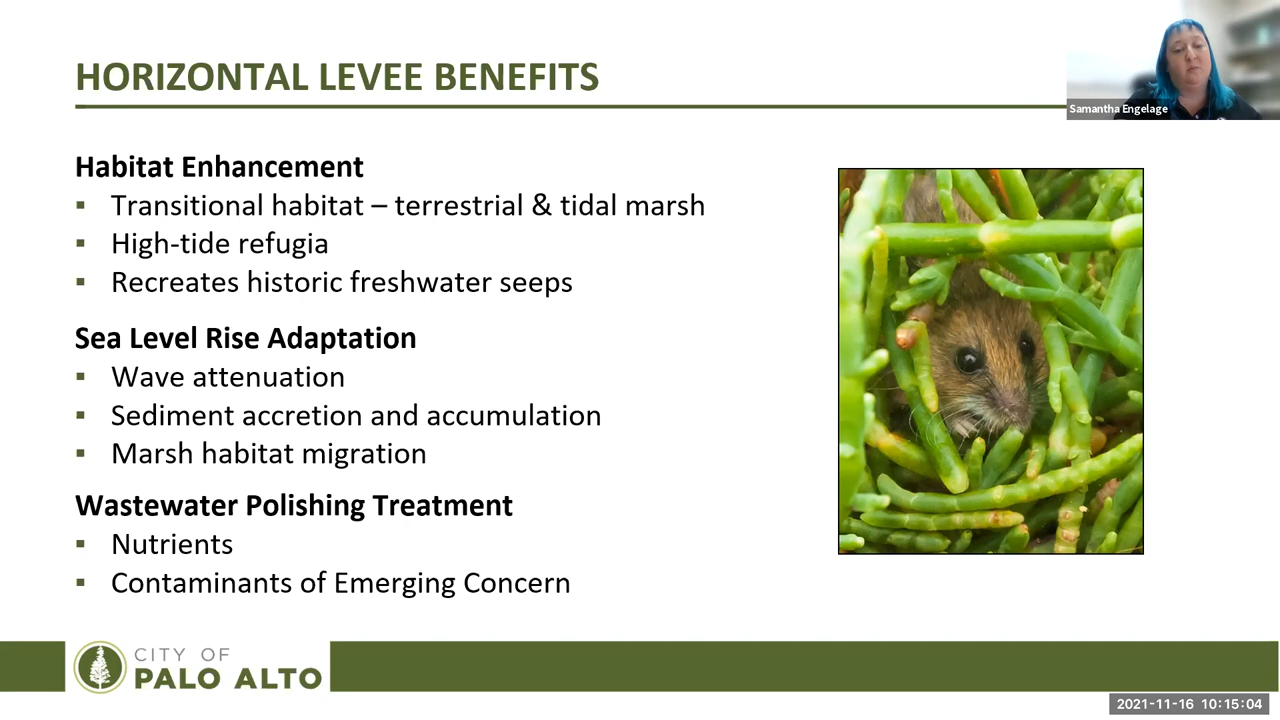 HORIZONTAL LEVEE BENEFITS
Samantha Engelage
Habitat Enhancement
▪ Transitional habitat – terrestrial & tidal marsh
▪ High-tide refugia
▪ Recreates historic freshwater seeps
Sea Level Rise Adaptation
▪ Wave attenuation
▪ Sediment accretion and accumulation
▪ Marsh habitat migration
Wastewater Polishing Treatment
▪ Nutrients
▪ Contaminants of Emerging Concern
CITY OF
PALO ALTO
2021-11-16 10:15:04